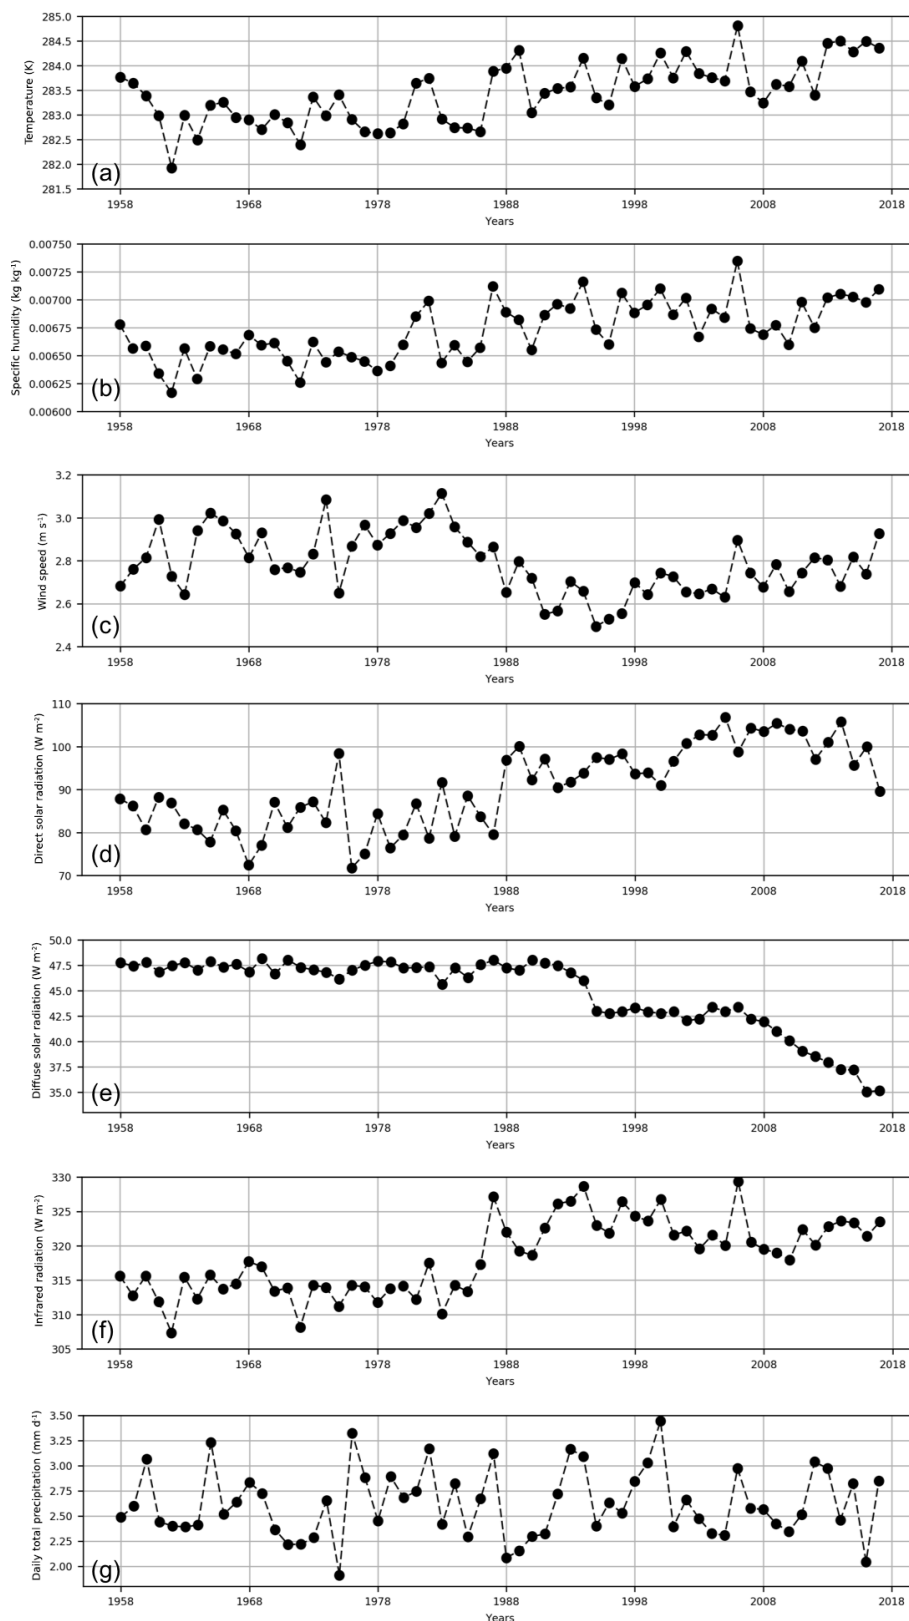 285.0
284.5
284.0
283.5
283.0
282.5
282.0
281.5
Temperature (K)
(a)
1958 1968 1978 1988 1998 2008 2018
Years
0.00750
0.00725
0.00700
0.00675
0.00650
0.00625
0.00600
Specific humidity (kg kg⁻¹)
(b)
1958 1968 1978 1988 1998 2008 2018
Years
3.2
3.0
2.8
2.6
2.4
Wind speed (m s⁻¹)
(c)
1958 1968 1978 1988 1998 2008 2018
Years
110
100
90
80
70
Direct solar radiation (W m⁻²)
(d)
1958 1968 1978 1988 1998 2008 2018
Years
50.0
47.5
45.0
42.5
40.0
37.5
35.0
Diffuse solar radiation (W m⁻²)
(e)
1958 1968 1978 1988 1998 2008 2018
Years
330
325
320
315
310
305
Infrared radiation (W m⁻²)
(f)
1958 1968 1978 1988 1998 2008 2018
Years
3.50
3.25
3.00
2.75
2.50
2.25
2.00
Daily total precipitation (mm d⁻¹)
(g)
1958 1968 1978 1988 1998 2008 2018
Years